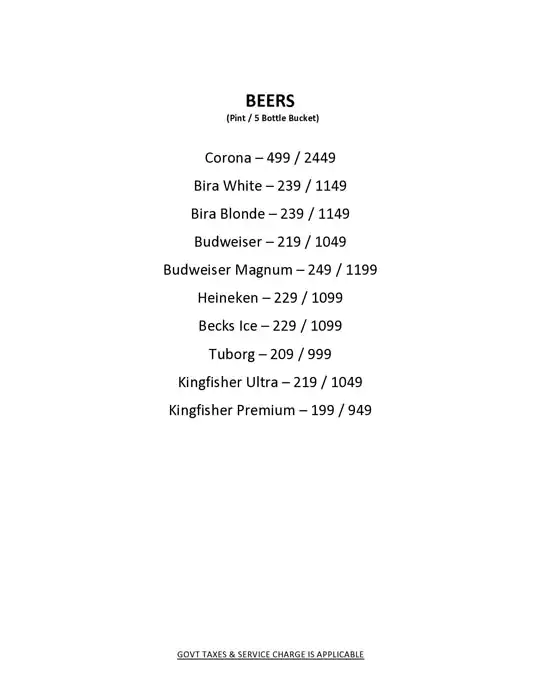 BEERS
(Pint / 5 Bottle Bucket)
Corona – 499 / 2449
Bira White – 239 / 1149
Bira Blonde – 239 / 1149
Budweiser – 219 / 1049
Budweiser Magnum – 249 / 1199
Heineken – 229 / 1099
Becks Ice – 229 / 1099
Tuborg – 209 / 999
Kingfisher Ultra – 219 / 1049
Kingfisher Premium – 199 / 949
GOVT TAXES & SERVICE CHARGE IS APPLICABLE